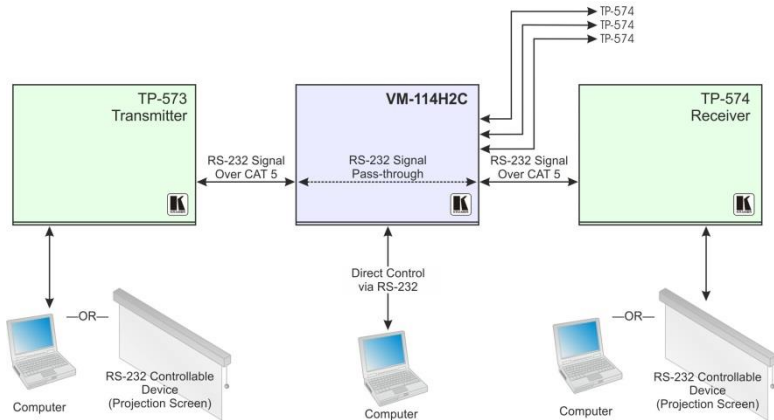 TP-574
TP-574
TP-574
TP-573
Transmitter
VM-114H2C
TP-574
Receiver
RS-232 Signal
Over CAT 5
RS-232 Signal
Pass-through
RS-232 Signal
Over CAT 5
Direct Control
via RS-232
—OR—
—OR—
RS-232 Controllable
Device
(Projection Screen)
RS-232 Controllable
Device
(Projection Screen)
Computer
Computer
Computer